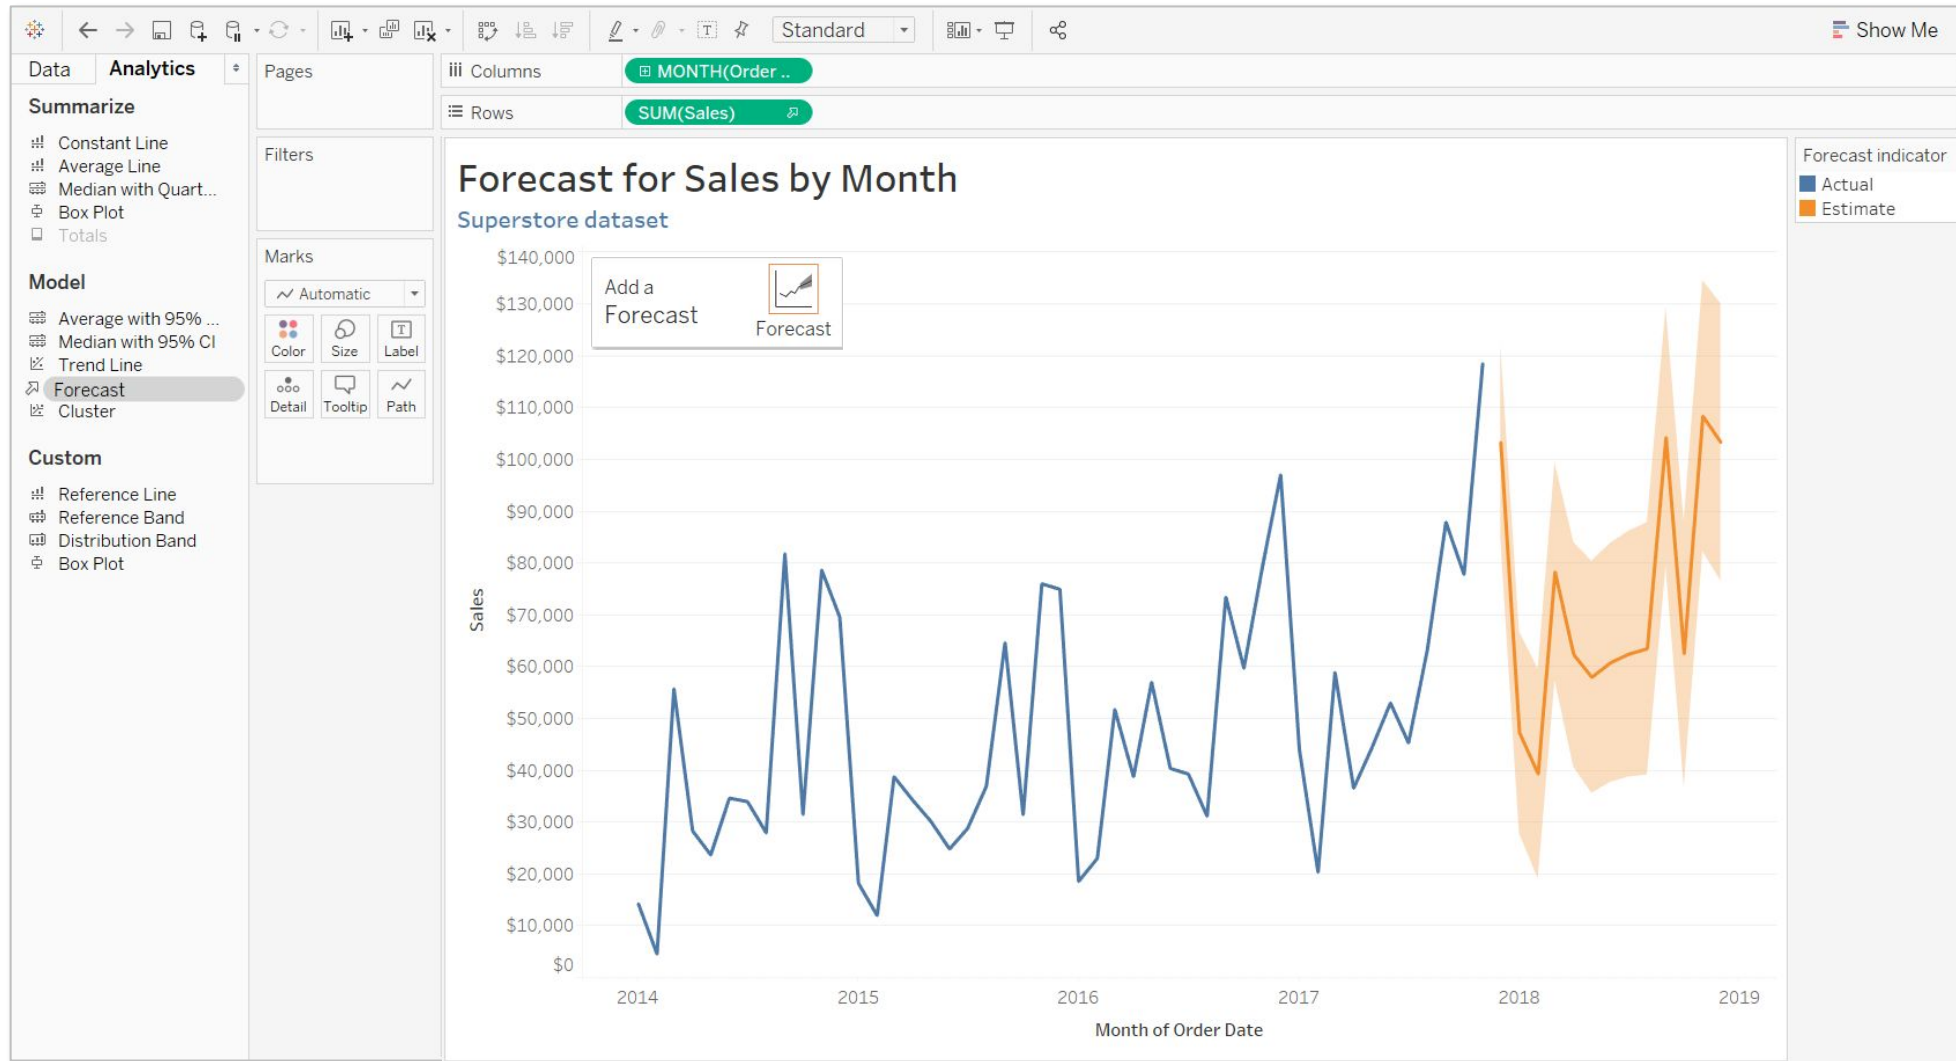 Standard
Show Me
Data
Analytics
Summarize
Constant Line
Average Line
Median with Quart...
Box Plot
Totals
Model
Average with 95% ...
Median with 95% CI
Trend Line
Forecast
Cluster
Custom
Reference Line
Reference Band
Distribution Band
Box Plot
Pages
Filters
Marks
Automatic
Color
Size
T
Label
Detail
Tooltip
Path
iii Columns
MONTH(Order ..
Rows
SUM(Sales)
Forecast for Sales by Month
Superstore dataset
Add a
Forecast
Forecast
Sales
$140,000
$130,000
$120,000
$110,000
$100,000
$90,000
$80,000
$70,000
$60,000
$50,000
$40,000
$30,000
$20,000
$10,000
$0
2014
2015
2016
2017
2018
2019
Month of Order Date
Forecast indicator
Actual
Estimate